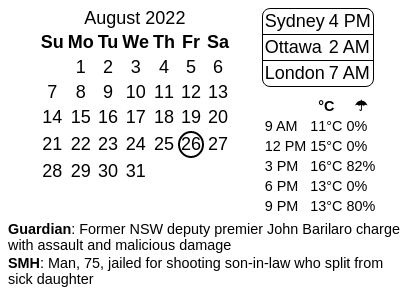 August 2022
Su Mo Tu We Th Fr Sa
1 2 3 4 5 6
7 8 9 10 11 12 13
14 15 16 17 18 19 20
21 22 23 24 25 26 27
28 29 30 31
Sydney 4 PM
Ottawa 2 AM
London 7 AM
°C ☂
9 AM 11°C 0%
12 PM 15°C 0%
3 PM 16°C 82%
6 PM 13°C 0%
9 PM 13°C 80%
Guardian: Former NSW deputy premier John Barilaro charge
with assault and malicious damage
SMH: Man, 75, jailed for shooting son-in-law who split from
sick daughter